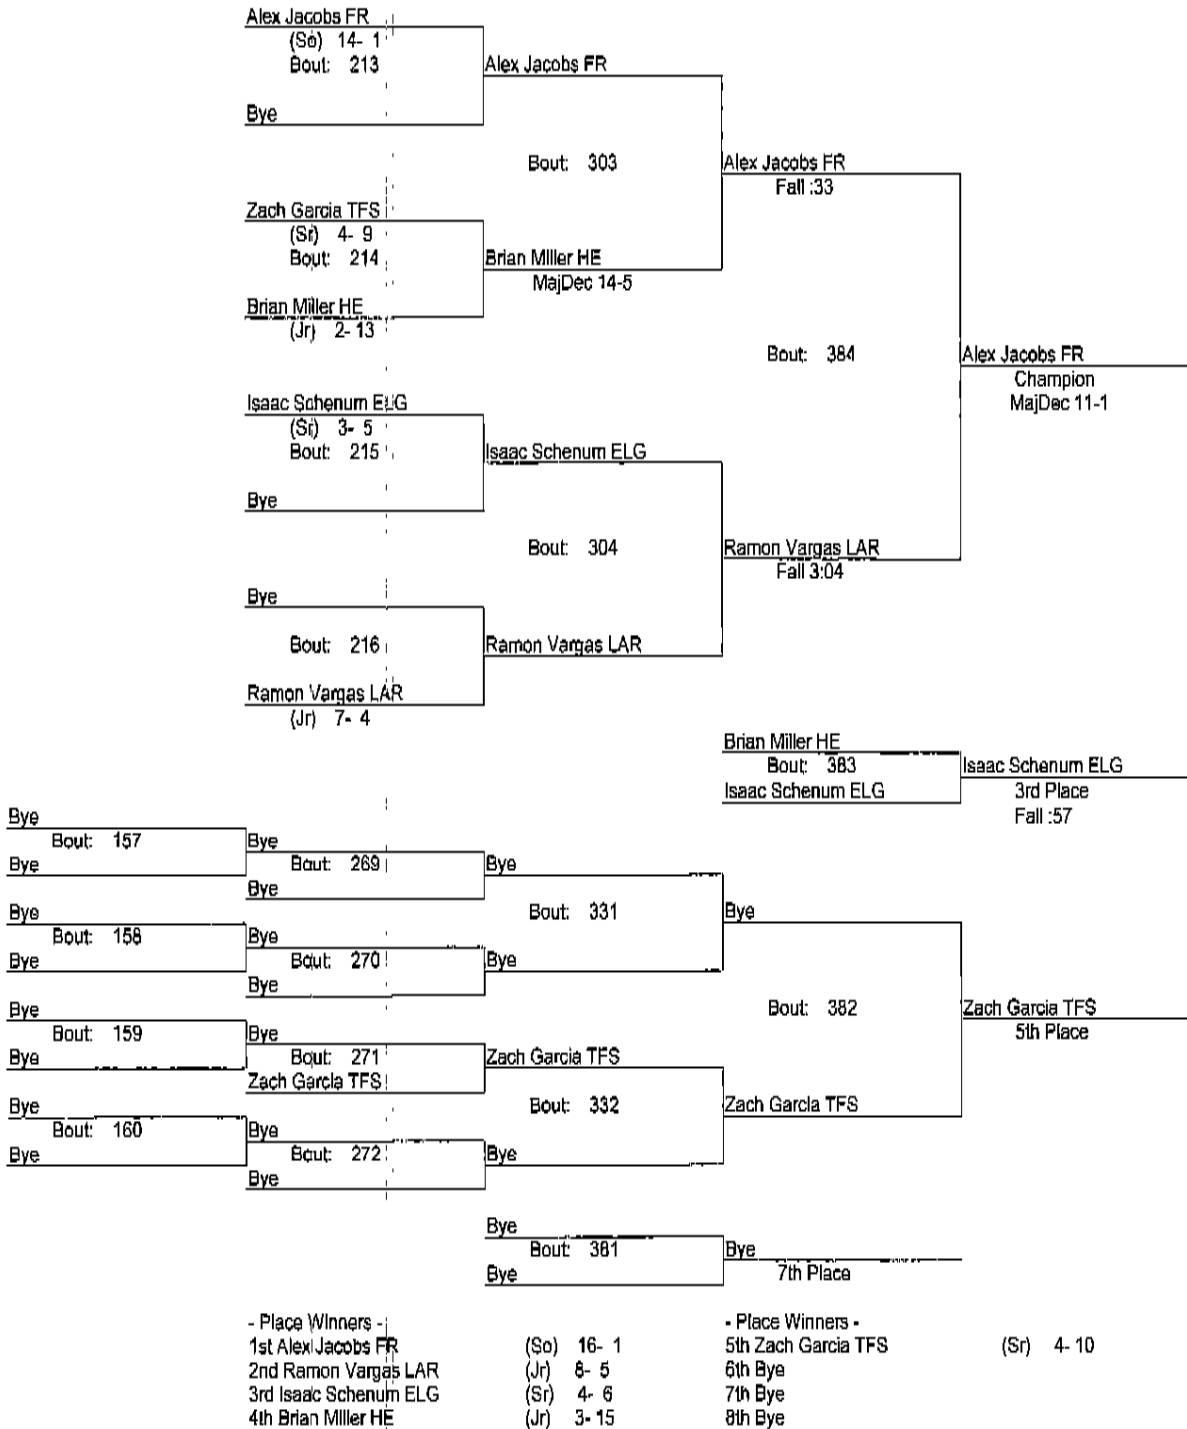 Alex Jacobs FR
(So) 14- 1
Bout: 213
Alex Jacobs FR
Bye
Bout: 303
Alex Jacobs FR
Fall :33
Zach Garcia TFS
(Sr) 4- 9
Bout: 214
Brian Miller HE
MajDec 14-5
Brian Miller HE
(Jr) 2- 13
Bout: 384
Alex Jacobs FR
Champion
MajDec 11-1
Isaac Schenum ELG
(Sr) 3- 5
Bout: 215
Isaac Schenum ELG
Bye
Bout: 304
Ramon Vargas LAR
Fall 3:04
Bye
Bout: 216
Ramon Vargas LAR
Ramon Vargas LAR
(Jr) 7- 4
Brian Miller HE
Bout: 383
Isaac Schenum ELG
Isaac Schenum ELG
3rd Place
Fall :57
Bye
Bout: 157
Bye
Bye
Bout: 269
Bye
Bye
Bout: 331
Bye
Bye
Bout: 158
Bye
Bye
Bout: 270
Bye
Bye
Bout: 382
Zach Garcia TFS
5th Place
Bye
Bout: 159
Bye
Bye
Bout: 271
Zach Garcia TFS
Zach Garcia TFS
Bout: 332
Zach Garcia TFS
Bye
Bout: 160
Bye
Bye
Bout: 272
Bye
Bye
Bye
Bout: 381
Bye
Bye
7th Place
- Place Winners -
1st Alex Jacobs FR (So) 16- 1
2nd Ramon Vargas LAR (Jr) 8- 5
3rd Isaac Schenum ELG (Sr) 4- 6
4th Brian Miller HE (Jr) 3- 15
- Place Winners -
5th Zach Garcia TFS (Sr) 4- 10
6th Bye
7th Bye
8th Bye